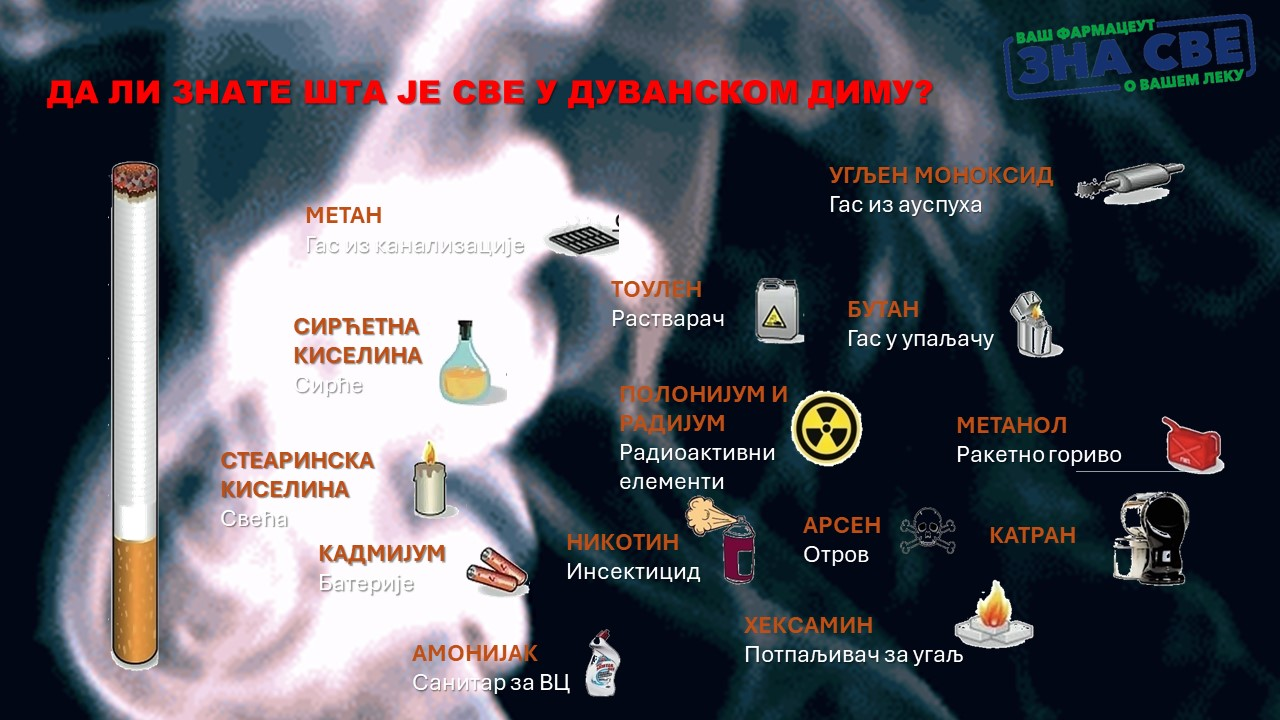 ВАШ ФАРМАЦЕУТ
ЗНА СВЕ
О ВАШЕМ ЛЕКУ
ДА ЛИ ЗНАТЕ ШТА ЈЕ СВЕ У ДУВАНСКОМ ДИМУ?
УГЉЕН МОНОКСИД
Гас из ауспуха
МЕТАН
Гас из канализације
ТОУЛЕН
Растварач
БУТАН
Гас у упаљачу
СИРЋЕТНА
КИСЕЛИНА
Сирће
ПОЛОНИЈУМ И
РАДИЈУМ
Радиоактивни
елементи
МЕТАНОЛ
Ракетно гориво
СТЕАРИНСКА
КИСЕЛИНА
Свећа
КАДМИЈУМ
Батерије
НИКОТИН
Инсектицид
АРСЕН
Отров
КАТРАН
ХЕКСАМИН
Потпаљивач за угаљ
АМОНИЈАК
Санитар за ВЦ